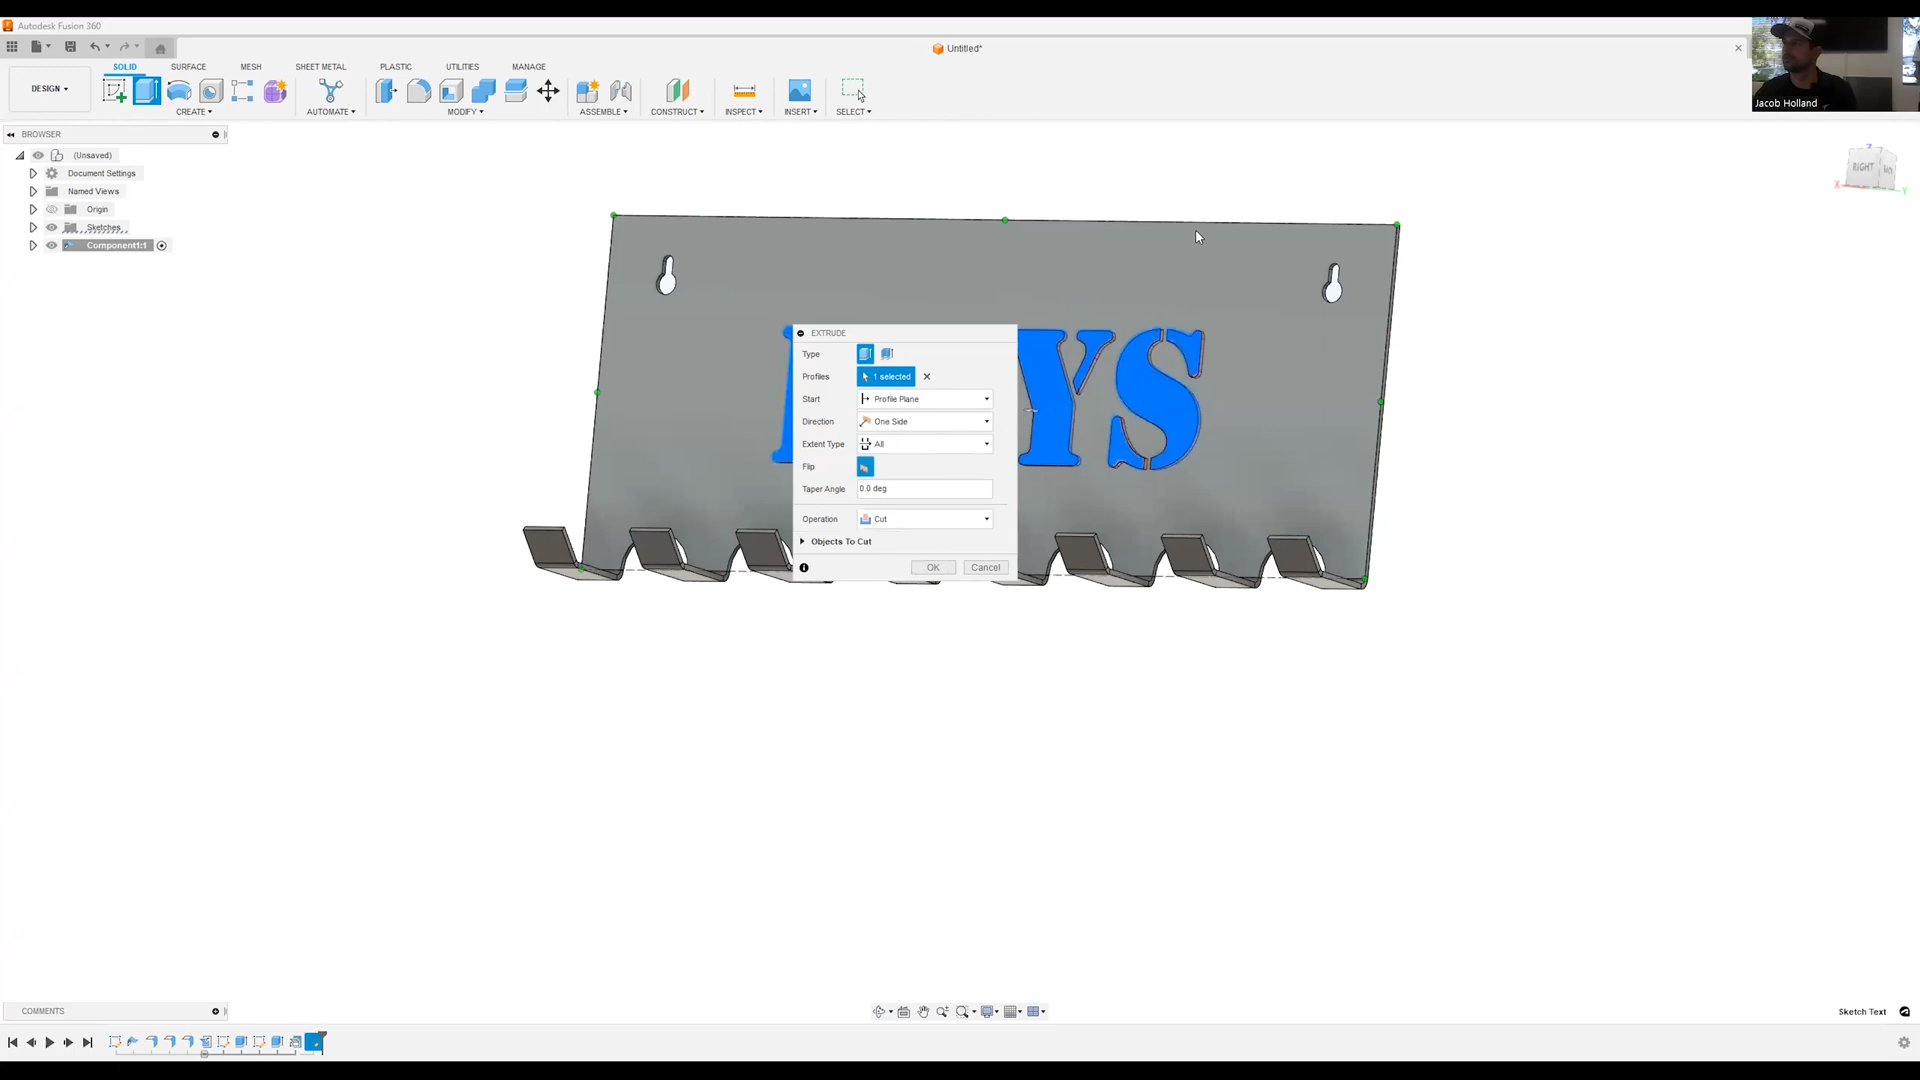 Autodesk Fusion 360
Untitled*
Jacob Holland
DESIGN
SOLID
SURFACE
MESH
SHEET METAL
PLASTIC
UTILITIES
MANAGE
CREATE
AUTOMATE
MODIFY
ASSEMBLE
CONSTRUCT
INSPECT
INSERT
SELECT
BROWSER
(Unsaved)
Document Settings
Named Views
Origin
Sketches
Component1:1
Z
RIGHT
X
Y
YS
EXTRUDE
Type
Profiles 1 selected
Start Profile Plane
Direction One Side
Extent Type All
Flip
Taper Angle 0.0 deg
Operation Cut
Objects To Cut
OK Cancel
COMMENTS
Sketch Text